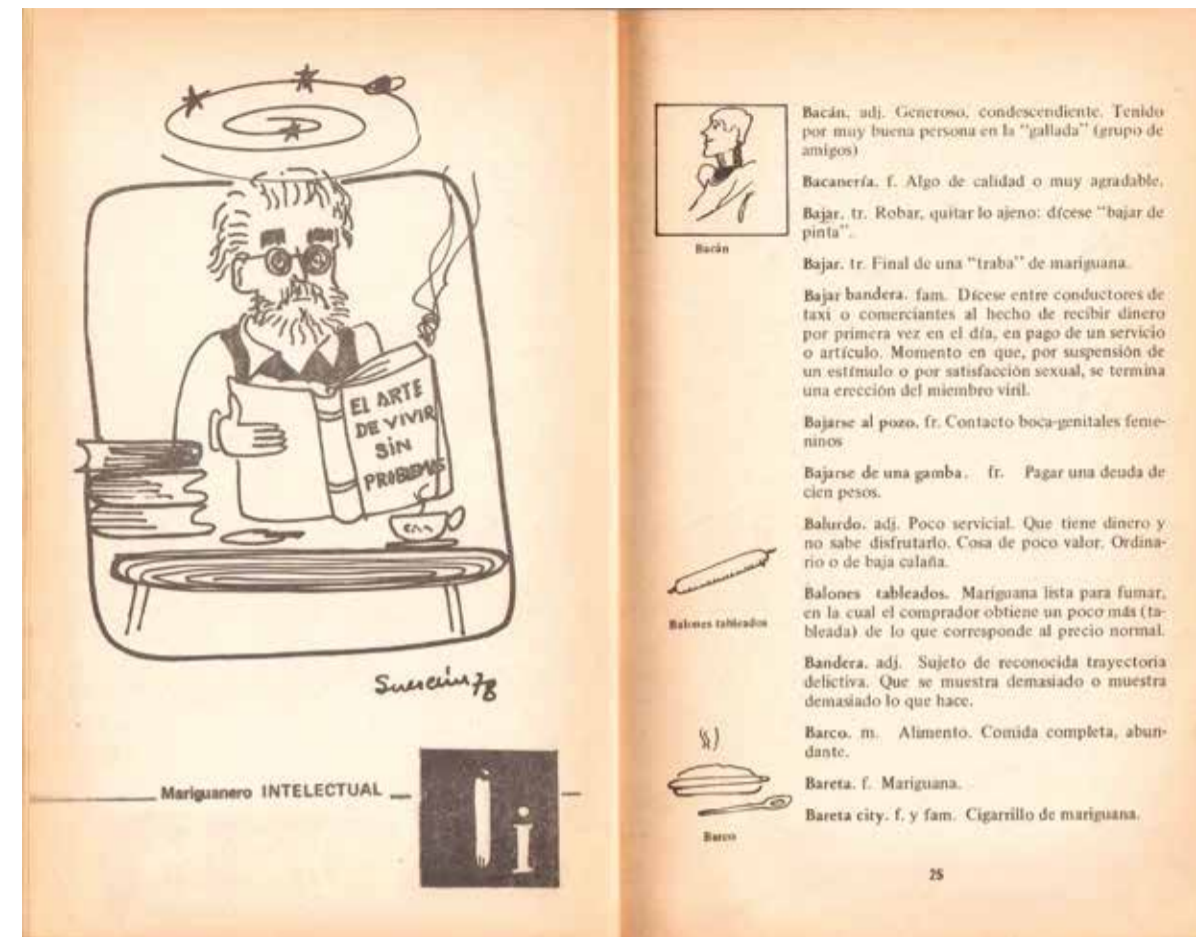 EL ARTE
DE VIVIR
SIN
PROBLEMAS
78
Mariguanero INTELECTUAL
I i
Bacán
Balones tableados
Barco
Bacán. adj. Generoso, condescendiente. Tenido
por muy buena persona en la "gallada" (grupo de
amigos)
Bacanería. f. Algo de calidad o muy agradable.
Bajar. tr. Robar, quitar lo ajeno: dícese "bajar de
pinta".
Bajar. tr. Final de una "traba" de mariguana.
Bajar bandera. fam. Dícese entre conductores de
taxi o comerciantes al hecho de recibir dinero
por primera vez en el día, en pago de un servicio
o artículo. Momento en que, por suspensión de
un estímulo o por satisfacción sexual, se termina
una erección del miembro viril.
Bajarse al pozo. fr. Contacto boca-genitales feme-
ninos
Bajarse de una gamba. fr. Pagar una deuda de
cien pesos.
Balurdo. adj. Poco servicial. Que tiene dinero y
no sabe disfrutarlo. Cosa de poco valor. Ordina-
rio o de baja calaña.
Balones tableados. Mariguana lista para fumar,
en la cual el comprador obtiene un poco más (ta-
bleada) de lo que corresponde al precio normal.
Bandera. adj. Sujeto de reconocida trayectoria
delictiva. Que se muestra demasiado o muestra
demasiado lo que hace.
Barco. m. Alimento. Comida completa, abun-
dante.
Bareta. f. Mariguana.
Bareta city. f. y fam. Cigarrillo de mariguana.
25